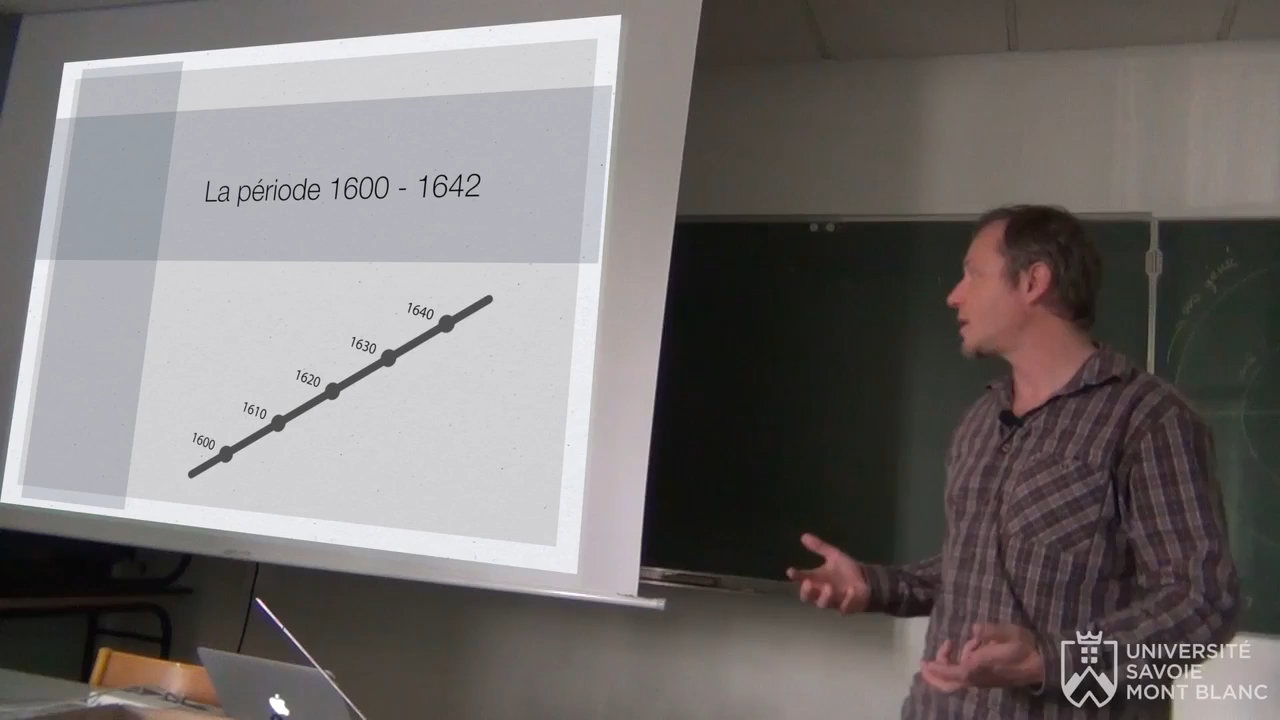 La période 1600 - 1642
1640
1630
1620
1610
1600
UNIVERSITÉ
SAVOIE
MONT BLANC